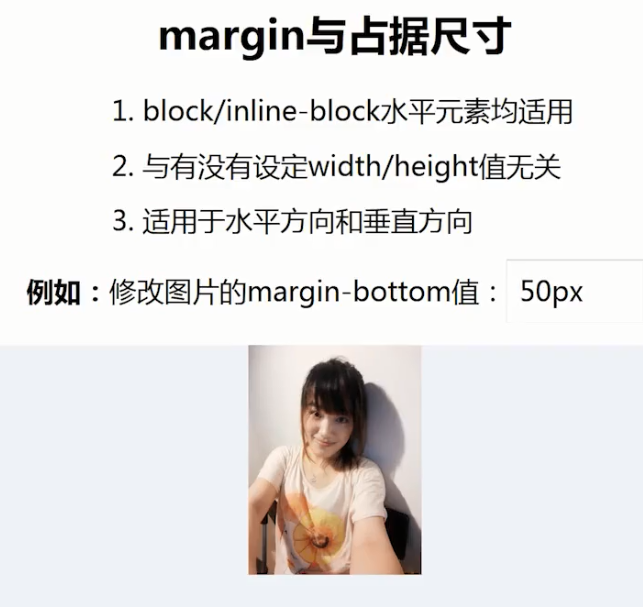 margin与占据尺寸
1. block/inline-block水平元素均适用
2. 与有没有设定width/height值无关
3. 适用于水平方向和垂直方向
例如：修改图片的margin-bottom值： 50px